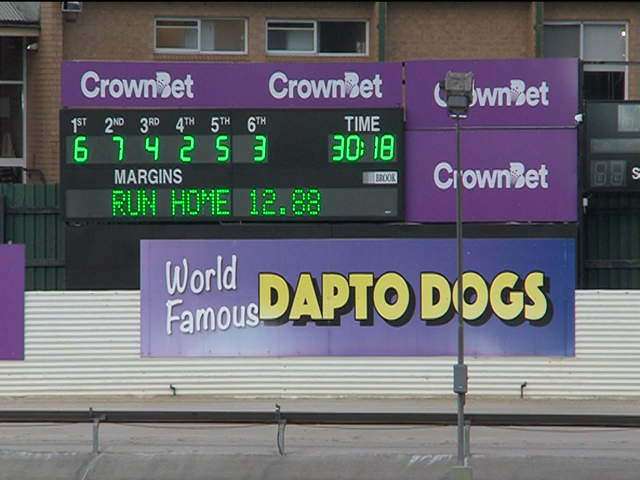 CROWNBET CROWNBET CROWNBET
1ST 2ND 3RD 4TH 5TH 6TH TIME
6 7 4 2 5 3 30:18
MARGINS BROOK
RUN HOME 12.88
CROWNBET
World
Famous
DAPTO DOGS